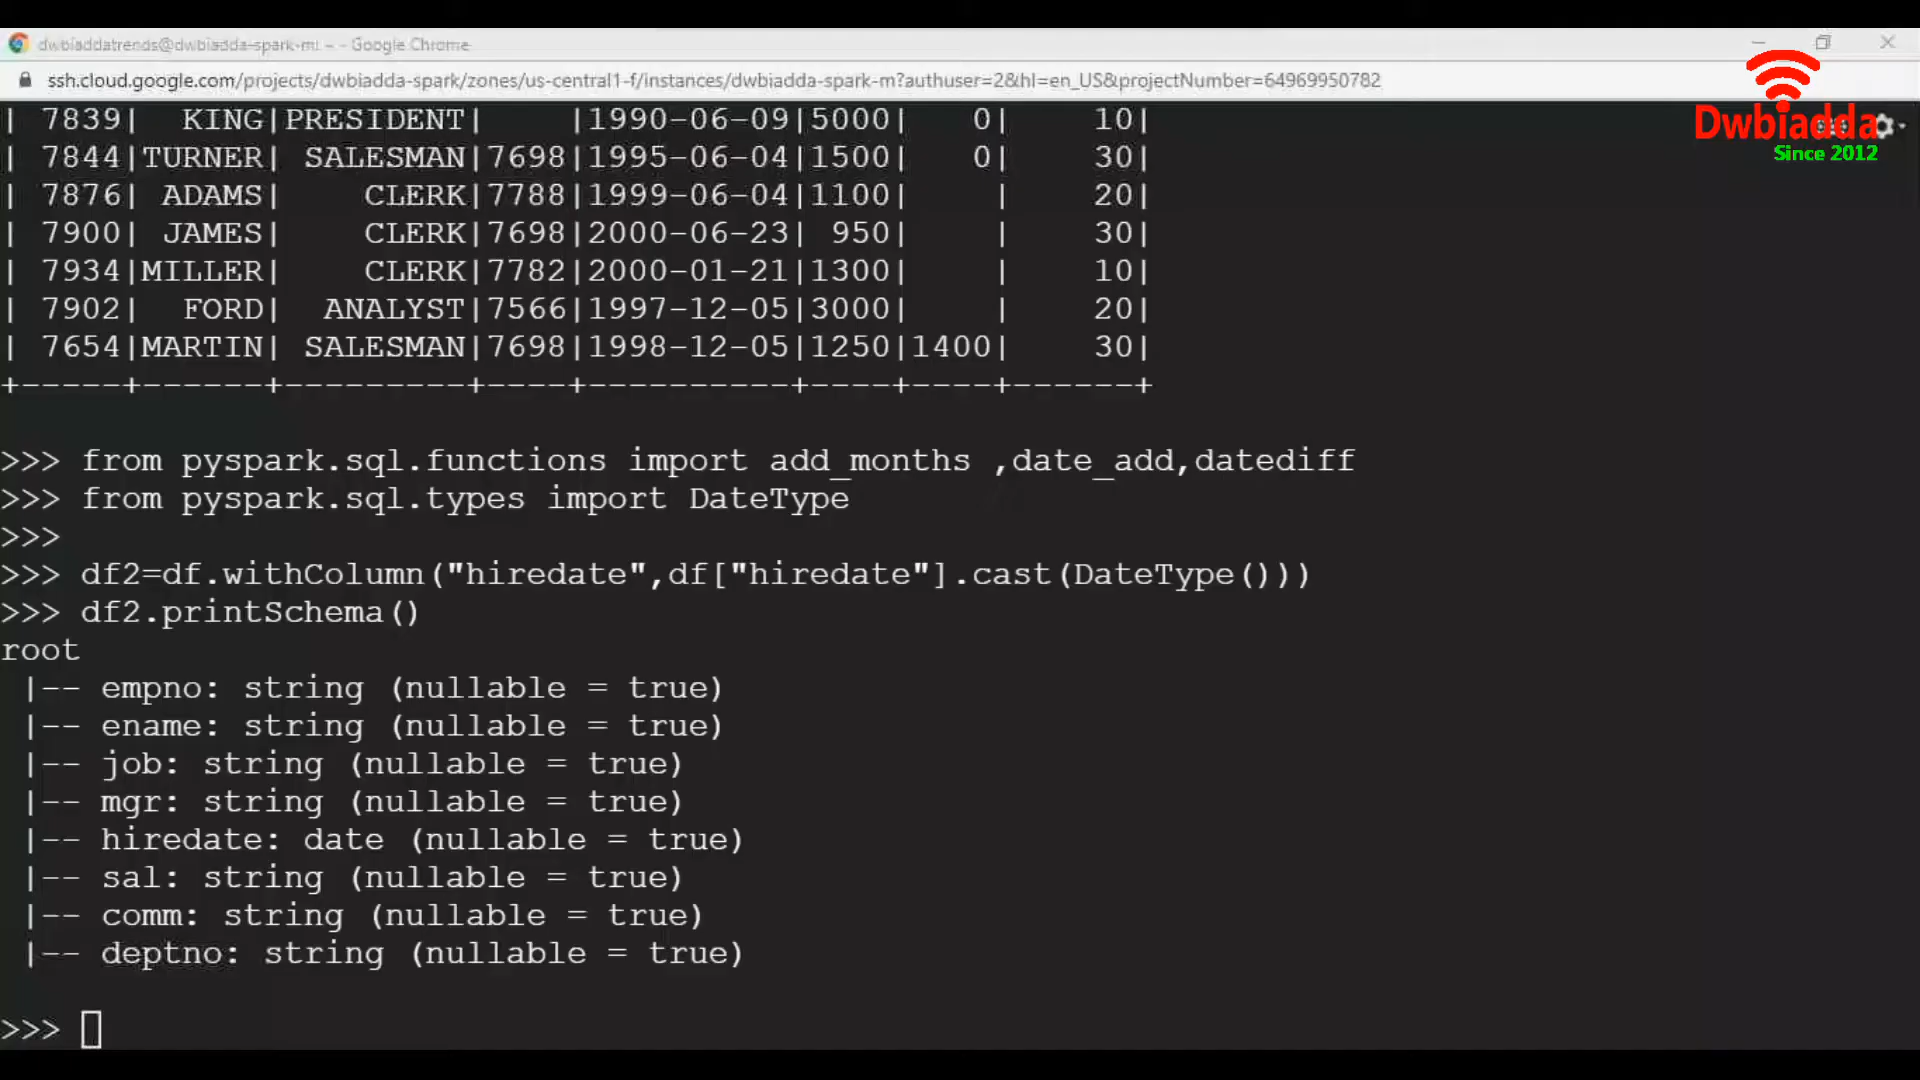 dwbiaddatrends@dwbiadda-spark-m: ~ - Google Chrome
ssh.cloud.google.com/projects/dwbiadda-spark/zones/us-central1-f/instances/dwbiadda-spark-m?authuser=2&hl=en_US&projectNumber=64969950782
Dwbiadda
Since 2012
| 7839|  KING|PRESIDENT|    |1990-06-09|5000|   0|    10|
| 7844|TURNER| SALESMAN|7698|1995-06-04|1500|   0|    30|
| 7876| ADAMS|    CLERK|7788|1999-06-04|1100|    |    20|
| 7900| JAMES|    CLERK|7698|2000-06-23| 950|    |    30|
| 7934|MILLER|    CLERK|7782|2000-01-21|1300|    |    10|
| 7902|  FORD|  ANALYST|7566|1997-12-05|3000|    |    20|
| 7654|MARTIN| SALESMAN|7698|1998-12-05|1250|1400|    30|
+-----+------+---------+----+----------+----+----+------+
>>> from pyspark.sql.functions import add_months ,date_add,datediff
>>> from pyspark.sql.types import DateType
>>>
>>> df2=df.withColumn("hiredate",df["hiredate"].cast(DateType()))
>>> df2.printSchema()
root
 |-- empno: string (nullable = true)
 |-- ename: string (nullable = true)
 |-- job: string (nullable = true)
 |-- mgr: string (nullable = true)
 |-- hiredate: date (nullable = true)
 |-- sal: string (nullable = true)
 |-- comm: string (nullable = true)
 |-- deptno: string (nullable = true)
>>>